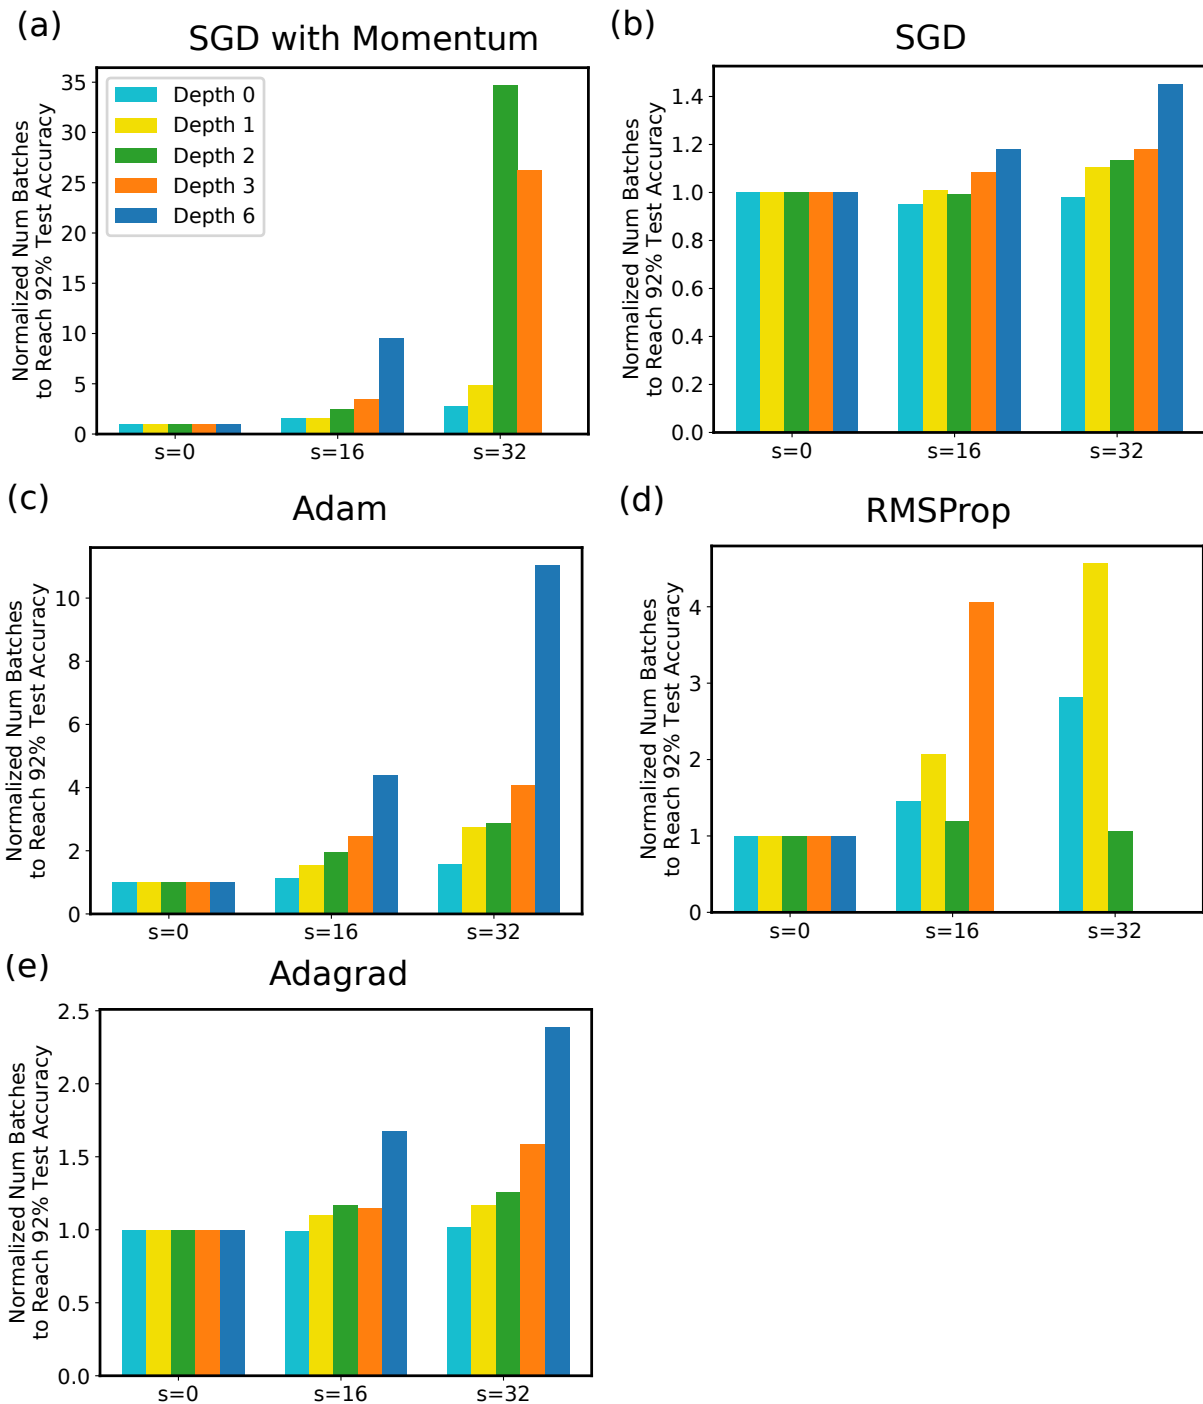 (a)
SGD with Momentum
Normalized Num Batches
to Reach 92% Test Accuracy
35
30
25
20
15
10
5
0
Depth 0
Depth 1
Depth 2
Depth 3
Depth 6
s=0
s=16
s=32
(b)
SGD
Normalized Num Batches
to Reach 92% Test Accuracy
1.4
1.2
1.0
0.8
0.6
0.4
0.2
0.0
s=0
s=16
s=32
(c)
Adam
Normalized Num Batches
to Reach 92% Test Accuracy
10
8
6
4
2
0
s=0
s=16
s=32
(d)
RMSProp
Normalized Num Batches
to Reach 92% Test Accuracy
4
3
2
1
0
s=0
s=16
s=32
(e)
Adagrad
Normalized Num Batches
to Reach 92% Test Accuracy
2.5
2.0
1.5
1.0
0.5
0.0
s=0
s=16
s=32